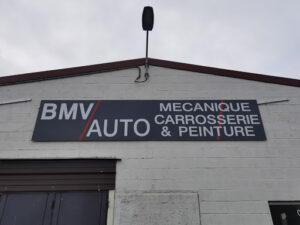 BMV/AUTO
MECANIQUE
CARROSSERIE
& PEINTURE